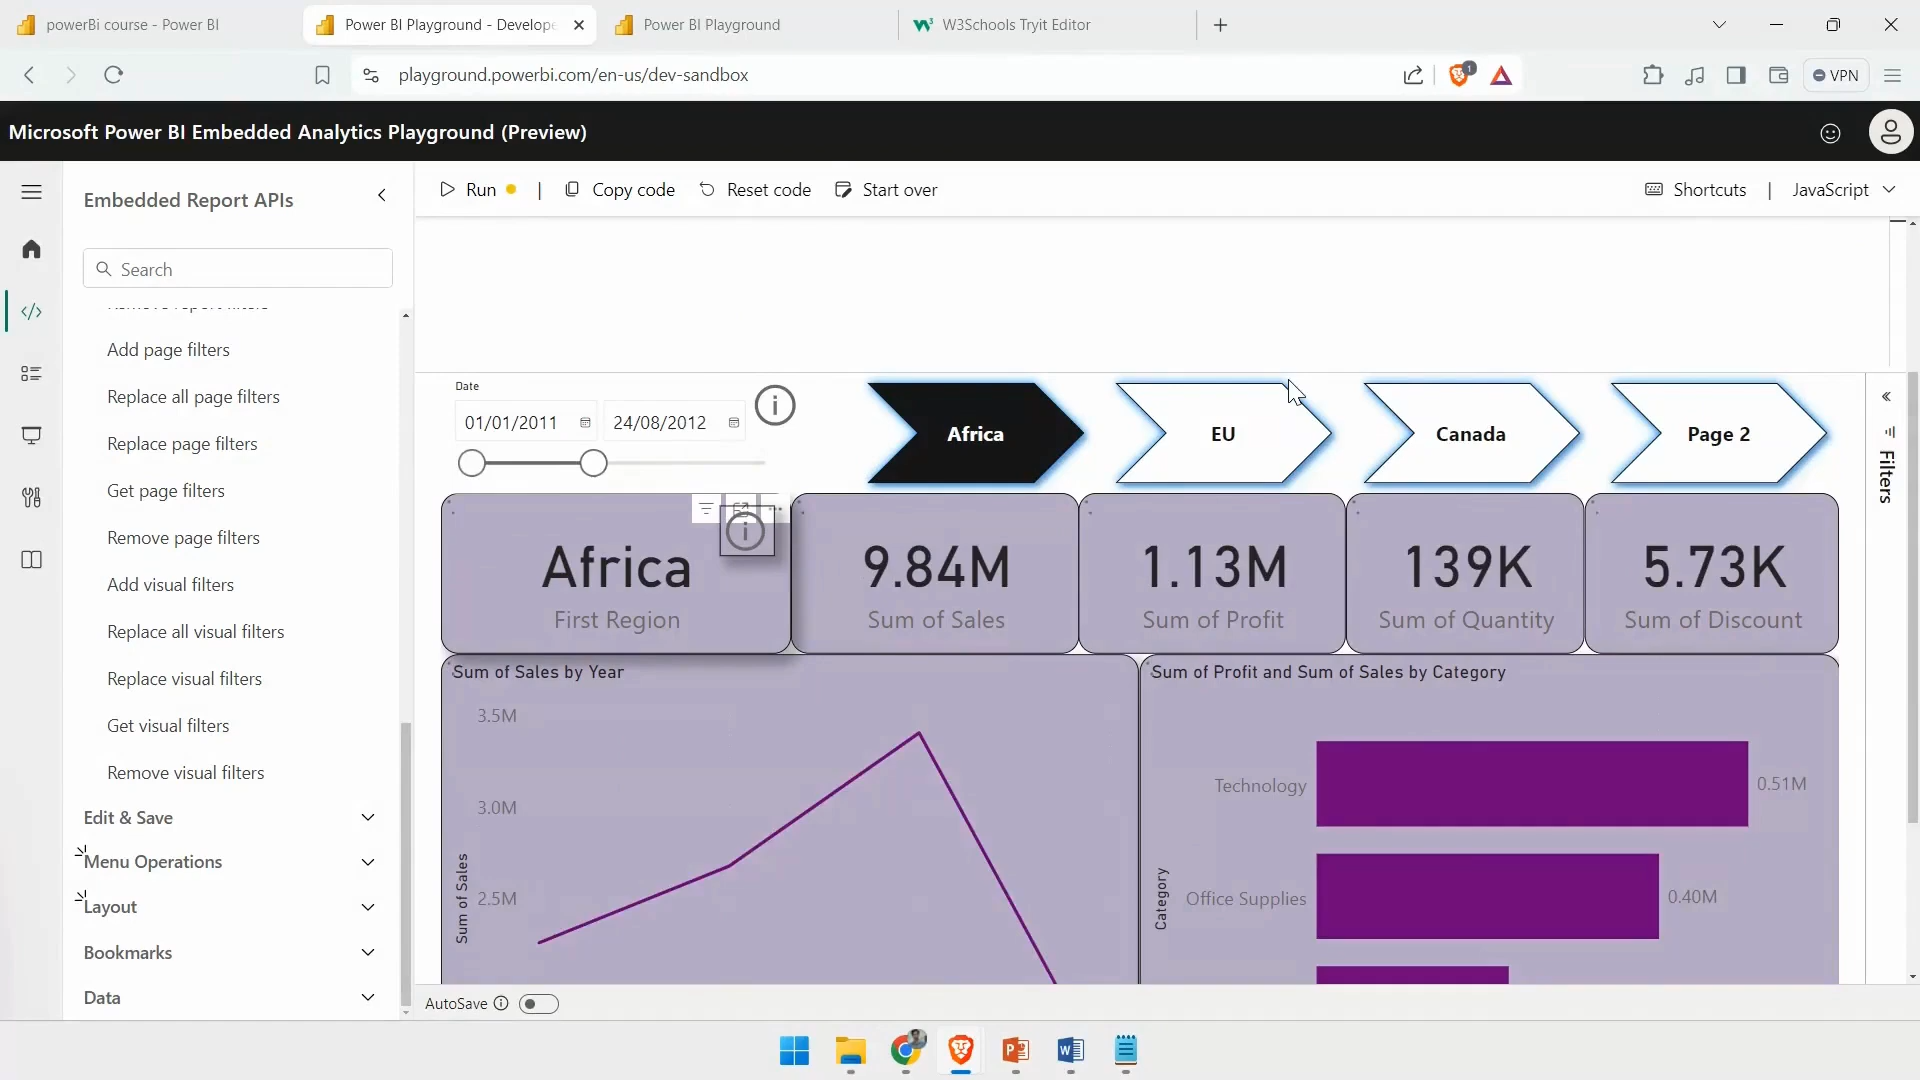 powerBi course - Power BI
Power BI Playground - Develope
Power BI Playground
W3Schools Tryit Editor
playground.powerbi.com/en-us/dev-sandbox
1
VPN
Microsoft Power BI Embedded Analytics Playground (Preview)
Embedded Report APIs
Run
Copy code
Reset code
Start over
Shortcuts
JavaScript
Search
Remove report filters
Add page filters
Replace all page filters
Replace page filters
Get page filters
Remove page filters
Add visual filters
Replace all visual filters
Replace visual filters
Get visual filters
Remove visual filters
Edit & Save
Menu Operations
Layout
Bookmarks
Data
Date
01/01/2011
24/08/2012
Africa
EU
Canada
Page 2
Filters
Africa
First Region
9.84M
Sum of Sales
1.13M
Sum of Profit
139K
Sum of Quantity
5.73K
Sum of Discount
Sum of Sales by Year
3.5M
3.0M
2.5M
Sum of Sales
Sum of Profit and Sum of Sales by Category
Category
Technology
0.51M
Office Supplies
0.40M
AutoSave